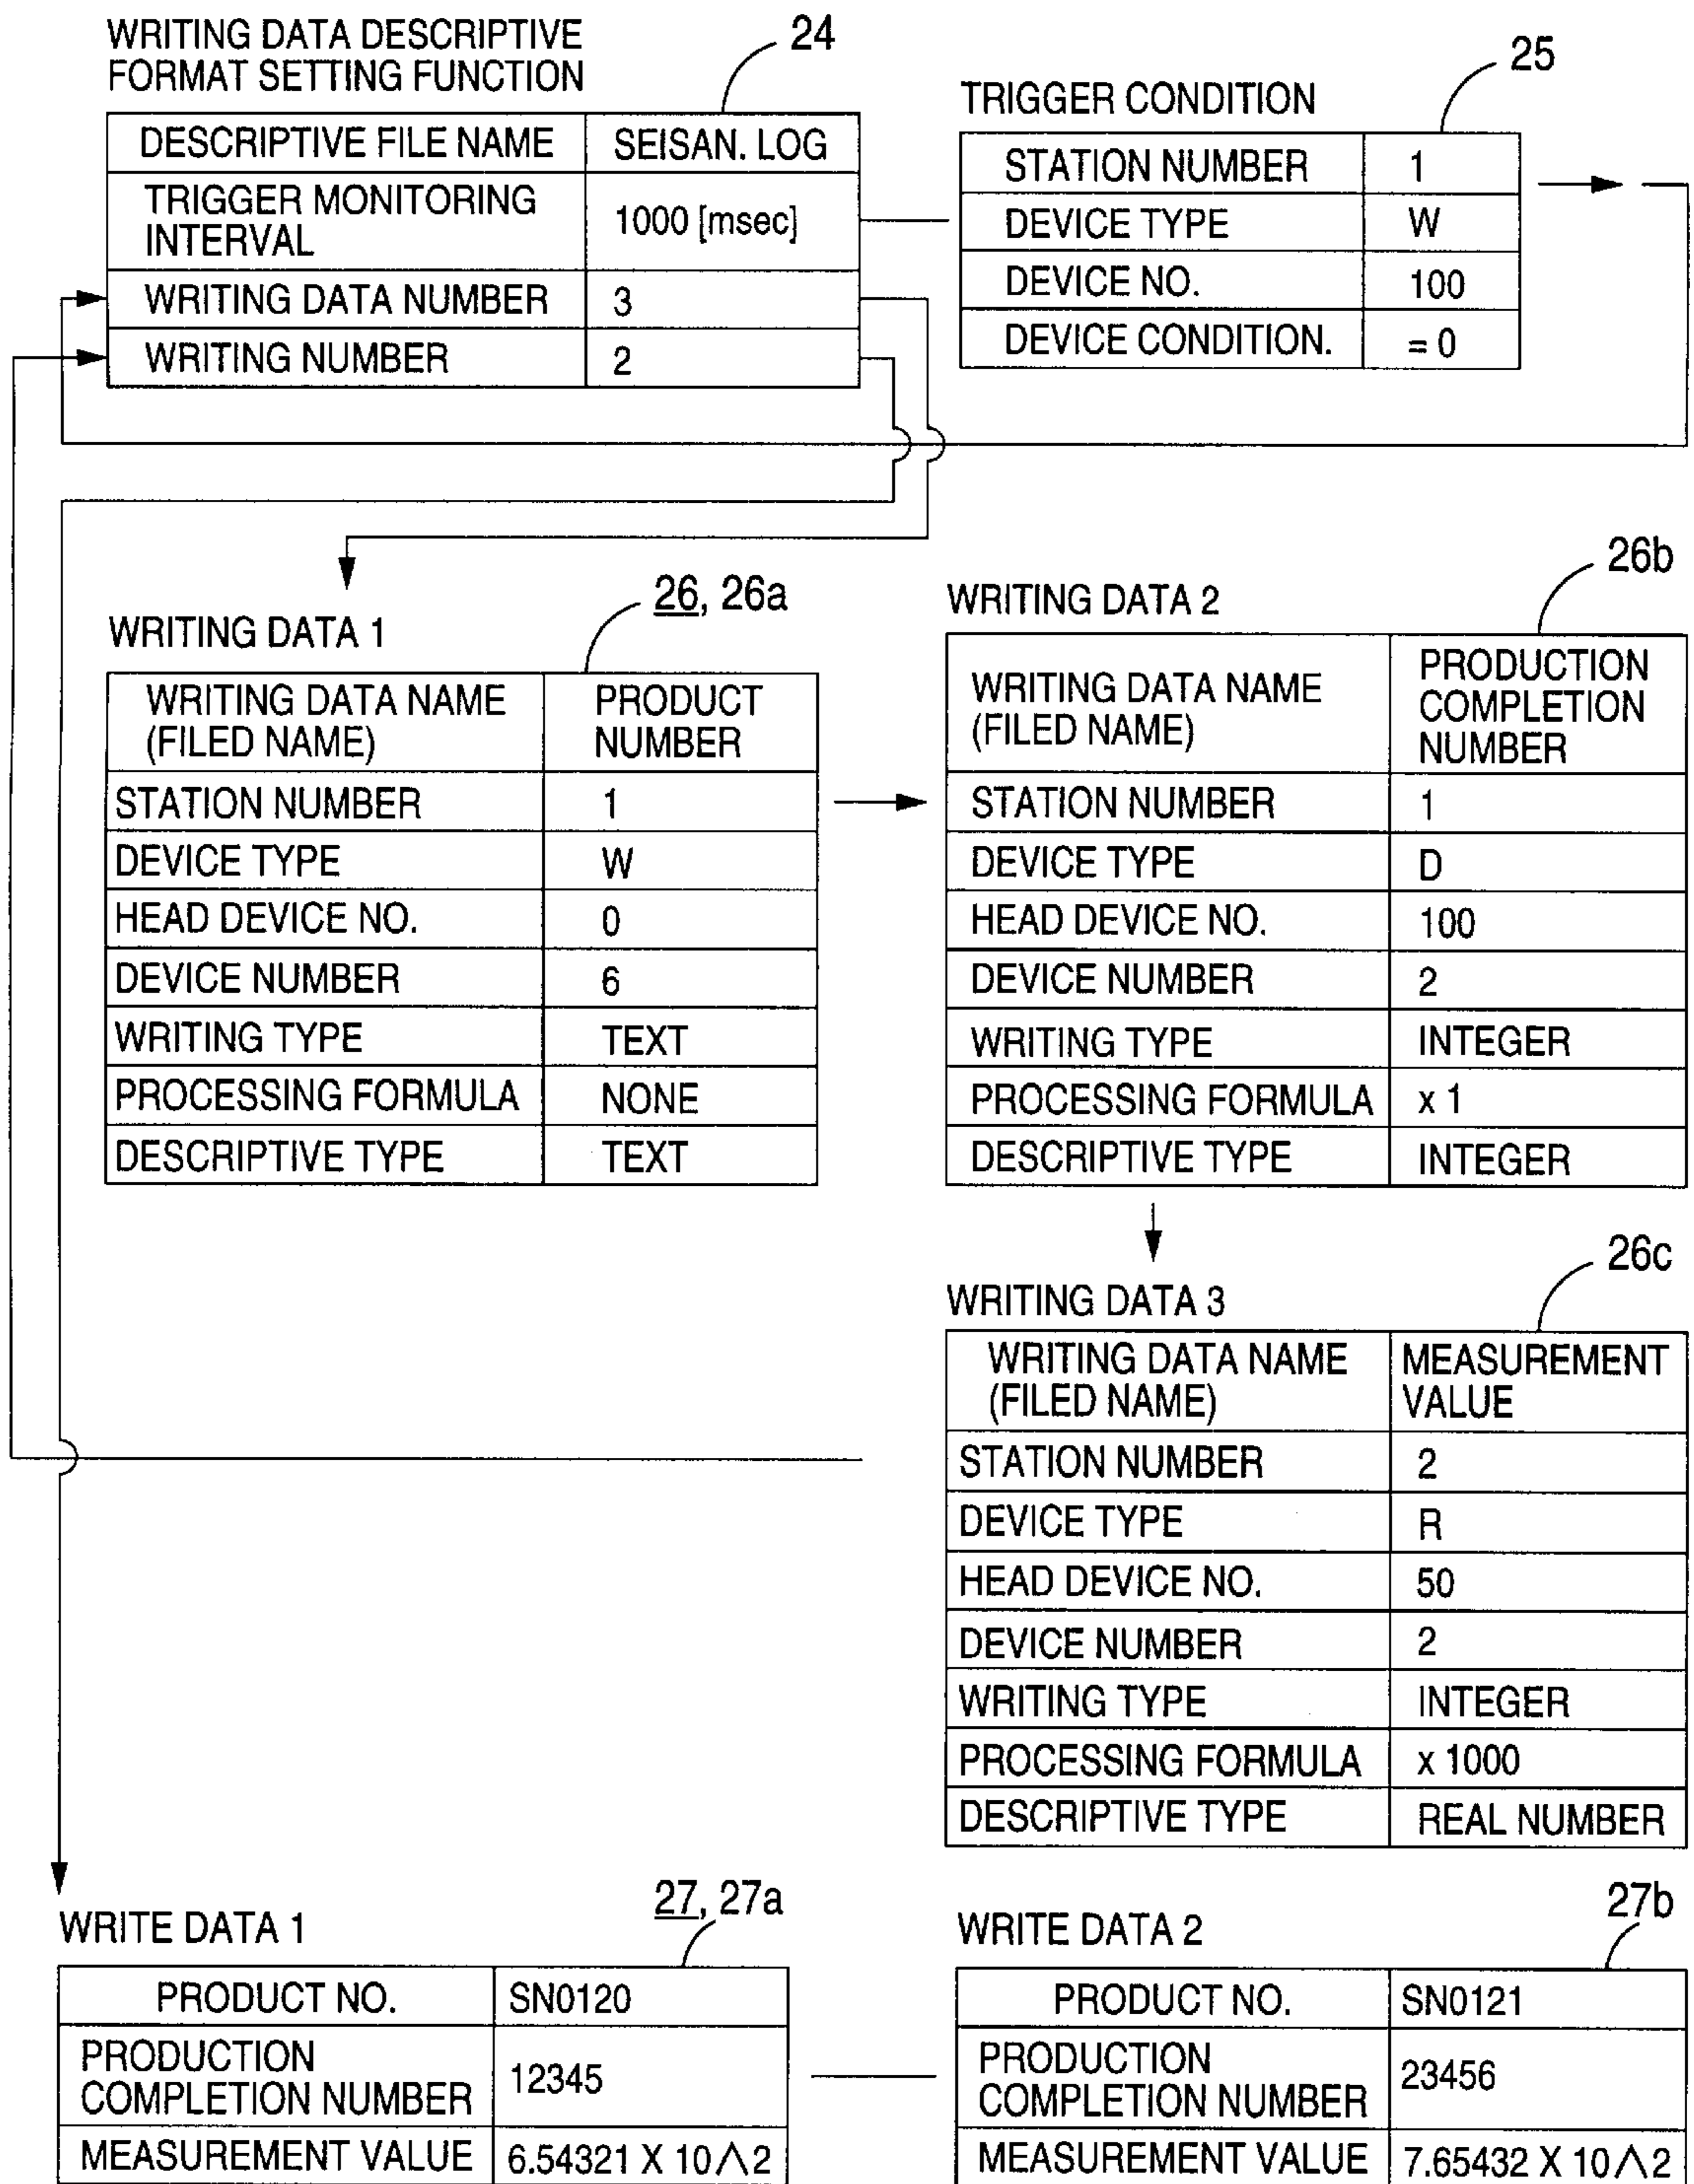 WRITING DATA DESCRIPTIVE
FORMAT SETTING FUNCTION
24
DESCRIPTIVE FILE NAME SEISAN. LOG
TRIGGER MONITORING
INTERVAL 1000 [msec]
WRITING DATA NUMBER 3
WRITING NUMBER 2
TRIGGER CONDITION
25
STATION NUMBER 1
DEVICE TYPE W
DEVICE NO. 100
DEVICE CONDITION. = 0
WRITING DATA 1
26, 26a
WRITING DATA NAME
(FILED NAME)
PRODUCT
NUMBER
STATION NUMBER 1
DEVICE TYPE W
HEAD DEVICE NO. 0
DEVICE NUMBER 6
WRITING TYPE TEXT
PROCESSING FORMULA NONE
DESCRIPTIVE TYPE TEXT
WRITING DATA 2
26b
WRITING DATA NAME
(FILED NAME)
PRODUCTION
COMPLETION
NUMBER
STATION NUMBER 1
DEVICE TYPE D
HEAD DEVICE NO. 100
DEVICE NUMBER 2
WRITING TYPE INTEGER
PROCESSING FORMULA x 1
DESCRIPTIVE TYPE INTEGER
WRITING DATA 3
26c
WRITING DATA NAME
(FILED NAME)
MEASUREMENT
VALUE
STATION NUMBER 2
DEVICE TYPE R
HEAD DEVICE NO. 50
DEVICE NUMBER 2
WRITING TYPE INTEGER
PROCESSING FORMULA x 1000
DESCRIPTIVE TYPE REAL NUMBER
WRITE DATA 1
27, 27a
PRODUCT NO. SN0120
PRODUCTION
COMPLETION NUMBER 12345
MEASUREMENT VALUE 6.54321 X 10^2
WRITE DATA 2
27b
PRODUCT NO. SN0121
PRODUCTION
COMPLETION NUMBER 23456
MEASUREMENT VALUE 7.65432 X 10^2